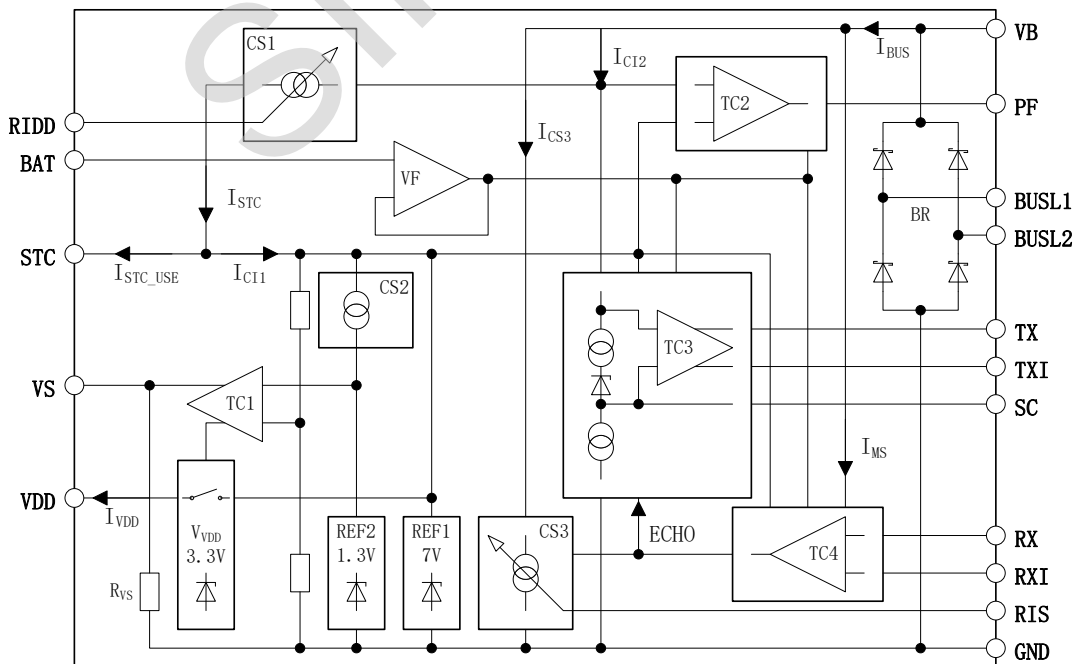 CS1
VB
I_BUS
I_CI2
TC2
PF
RIDD
BAT
I_CS3
VF
I_STC
BUSL1
BR
BUSL2
STC
I_STC_USE
I_CI1
CS2
TX
TC3
TXI
VS
TC1
SC
I_MS
VDD
I_VDD
V_VDD
3.3V
REF2
1.3V
REF1
7V
CS3
ECHO
TC4
RX
RXI
R_VS
RIS
GND